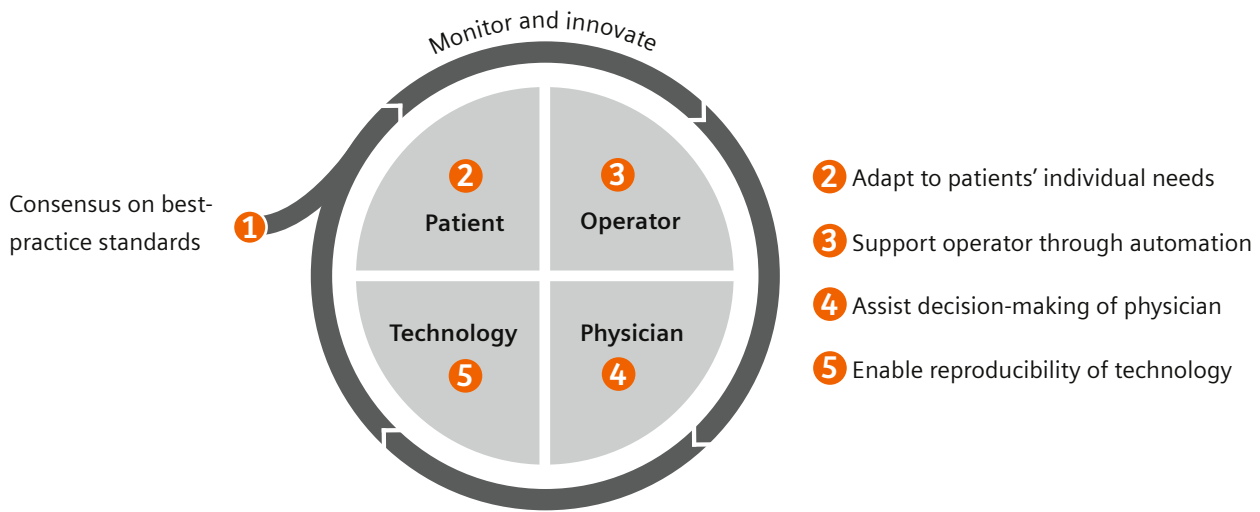 Monitor and innovate
Consensus on best-
practice standards
1
2
Patient
3
Operator
Technology
5
Physician
4
2 Adapt to patients’ individual needs
3 Support operator through automation
4 Assist decision-making of physician
5 Enable reproducibility of technology